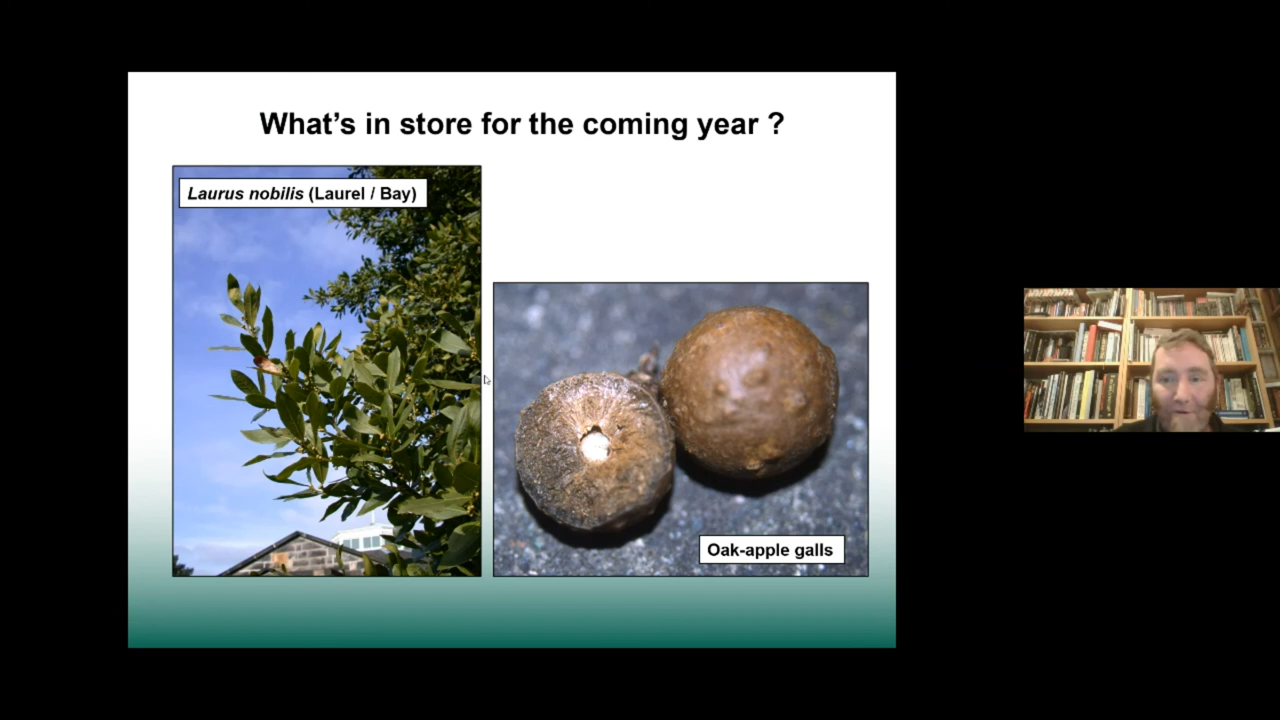 What's in store for the coming year ?
Laurus nobilis (Laurel / Bay)
Oak-apple galls